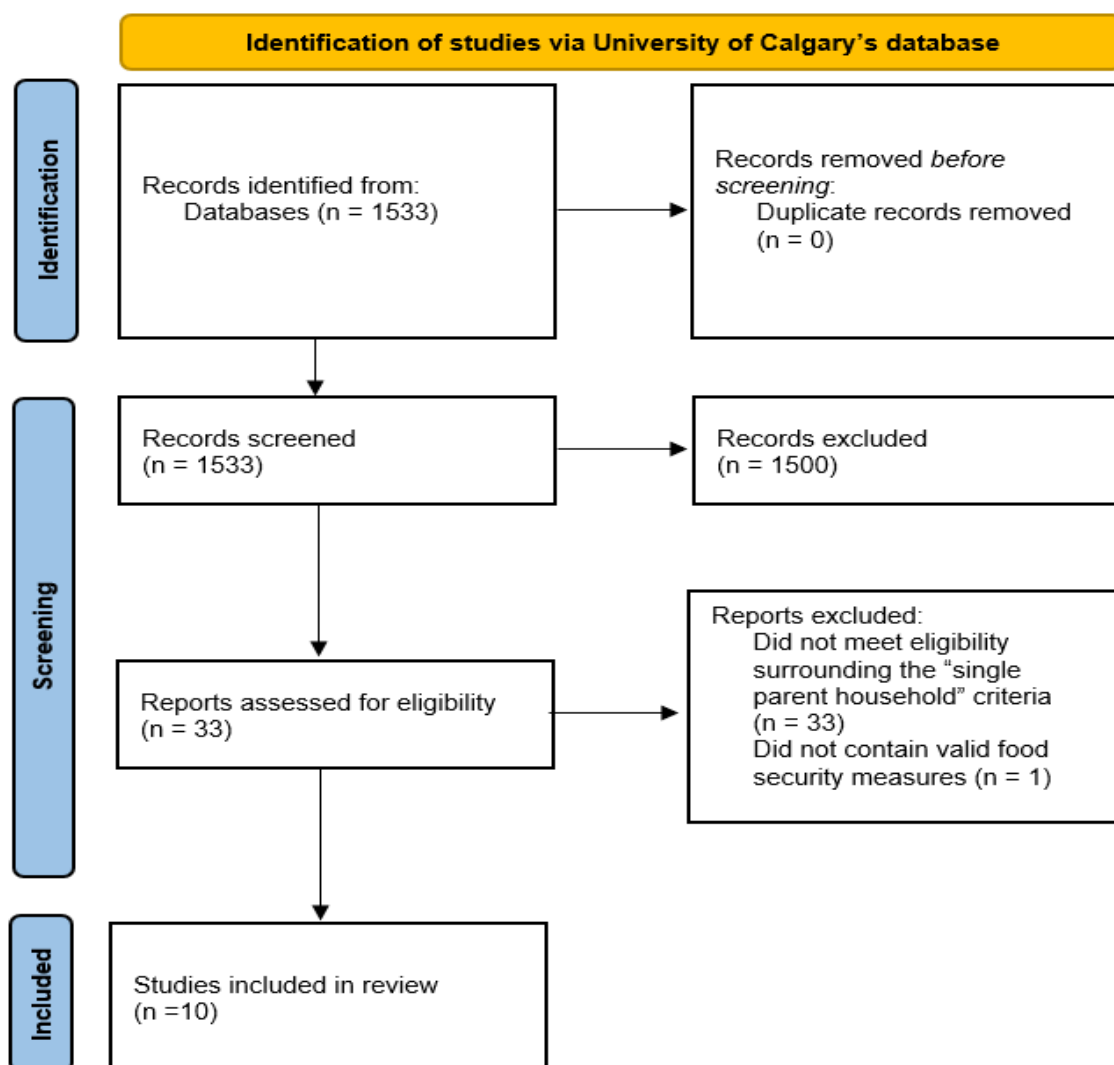 Identification of studies via University of Calgary's database
Identification
Records identified from:
Databases (n = 1533)
Records removed before
screening:
Duplicate records removed
(n = 0)
Screening
Records screened
(n = 1533)
Records excluded
(n = 1500)
Reports assessed for eligibility
(n = 33)
Reports excluded:
Did not meet eligibility
surrounding the “single
parent household” criteria
(n = 33)
Did not contain valid food
security measures (n = 1)
Included
Studies included in review
(n =10)